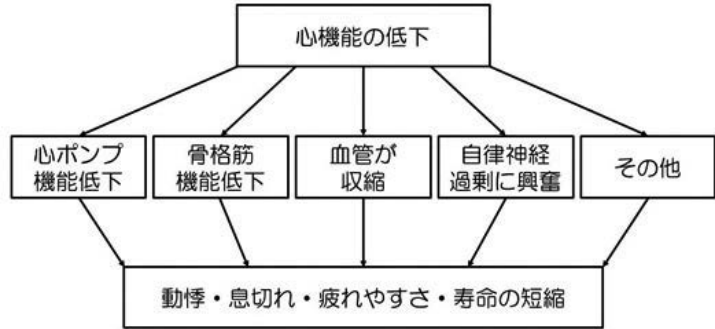 心機能の低下
心ポンプ
機能低下
骨格筋
機能低下
血管が
収縮
自律神経
過剰に興奮
その他
動悸・息切れ・疲れやすさ・寿命の短縮